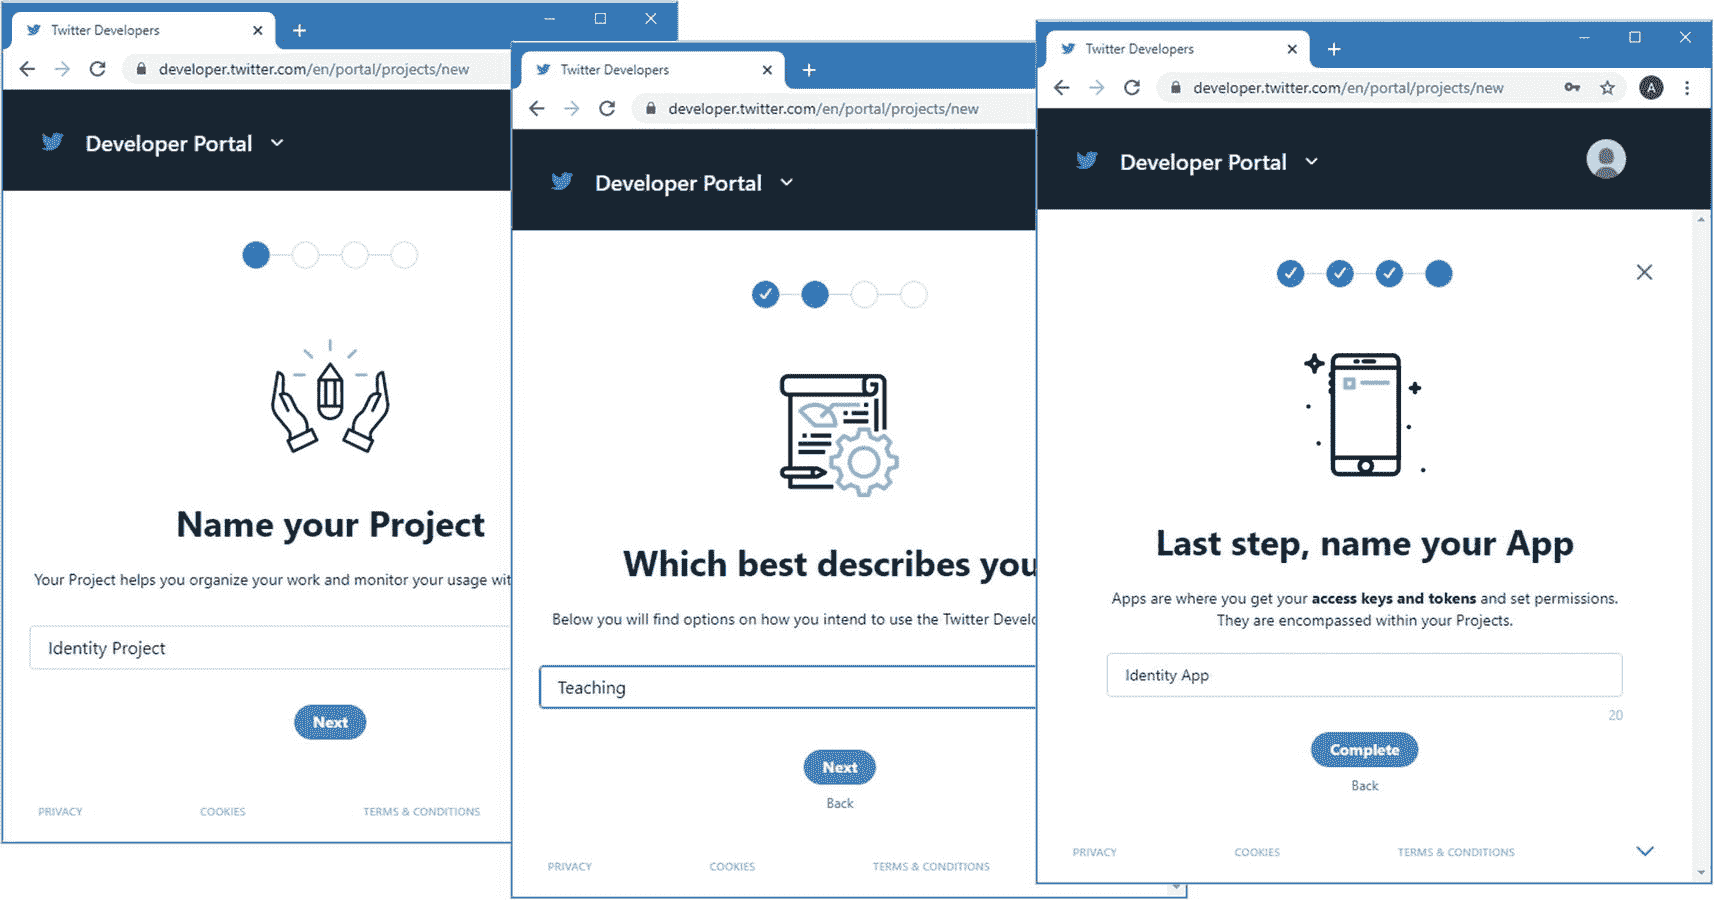 Twitter Developers
developer.twitter.com/en/portal/projects/new
Developer Portal
Name your Project
Your Project helps you organize your work and monitor your usage wit
Identity Project
Next
PRIVACY COOKIES TERMS & CONDITIONS
Twitter Developers
developer.twitter.com/en/portal/projects/new
Developer Portal
Which best describes you
Below you will find options on how you intend to use the Twitter Develo
Teaching
Next
Back
PRIVACY COOKIES TERMS & CONDITIONS
Twitter Developers
developer.twitter.com/en/portal/projects/new
A
Developer Portal
Last step, name your App
Apps are where you get your access keys and tokens and set permissions.
They are encompassed within your Projects.
Identity App
20
Complete
Back
PRIVACY COOKIES TERMS & CONDITIONS